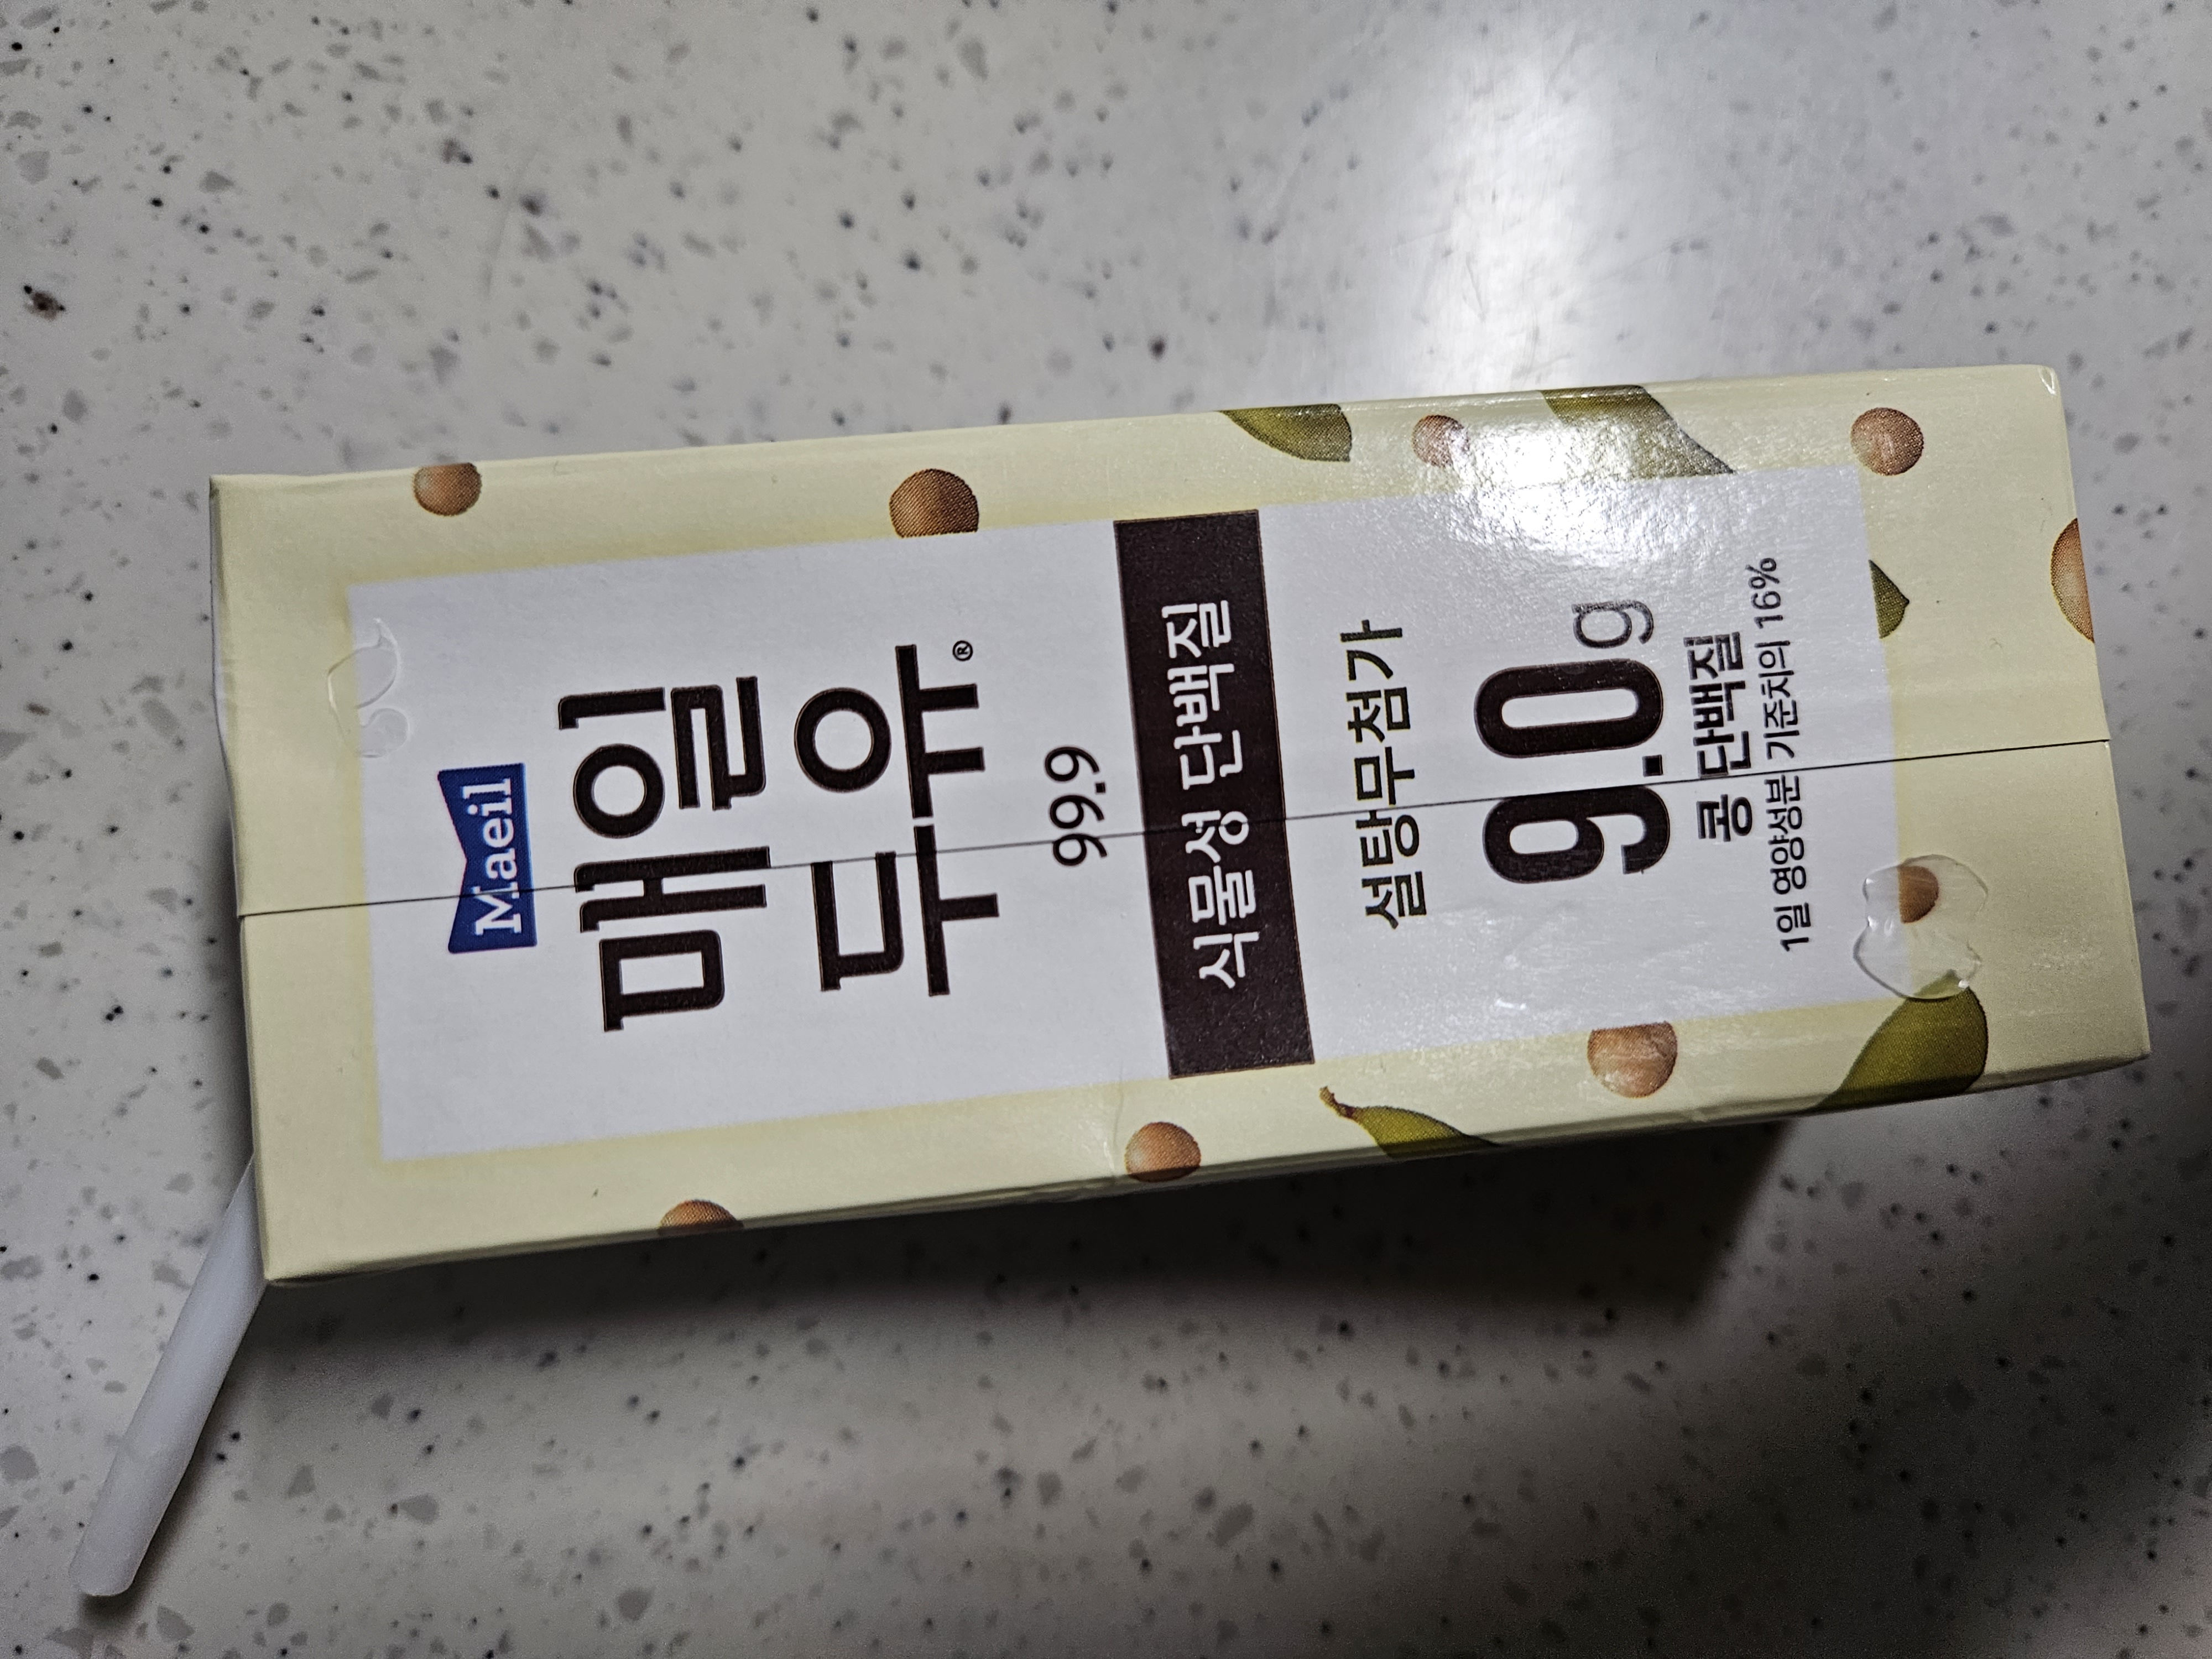 Maeil
매일
두유®
99.9
식물성 단백질
설탕무첨가
9.0g
콩 단백질
1일 영양성분 기준치의 16%